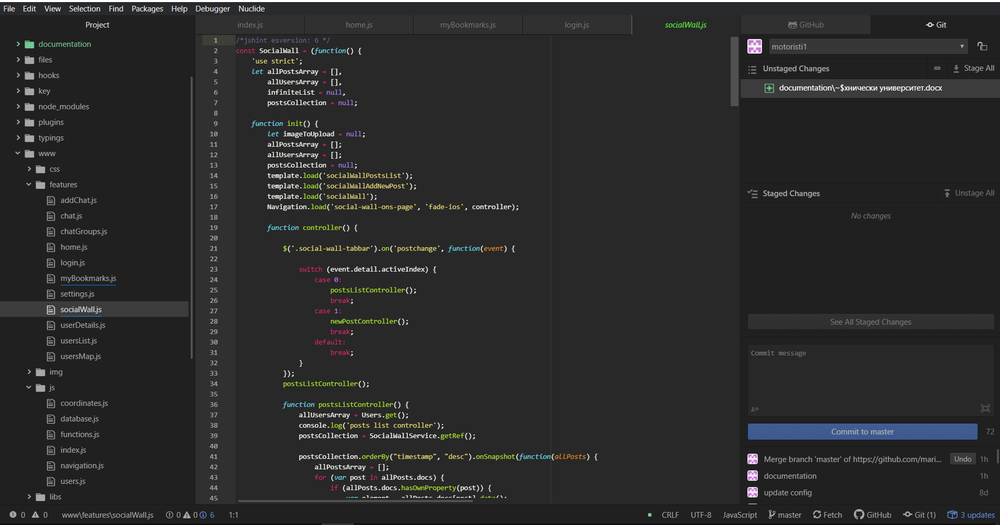 File Edit View Selection Find Packages Help Debugger Nuclide
Project
documentation
files
hooks
key
node_modules
plugins
typings
www
css
features
addChat.js
chat.js
chatGroups.js
home.js
login.js
myBookmarks.js
settings.js
socialWall.js
userDetails.js
usersList.js
usersMap.js
img
js
coordinates.js
database.js
functions.js
index.js
navigation.js
users.js
libs
index.js home.js myBookmarks.js login.js socialWall.js
1 /*jshint esversion: 6 */
2 const SocialWall = (function() {
3 'use strict';
4 let allPostsArray = [],
5 allUsersArray = [],
6 infiniteList = null,
7 postsCollection = null;
8
9 function init() {
10 let imageToUpload = null;
11 allPostsArray = [];
12 allUsersArray = [];
13 postsCollection = null;
14 template.load('socialWallPostsList');
15 template.load('socialWallAddNewPost');
16 template.load('socialWall');
17 Navigation.load('social-wall-ons-page', 'fade-ios', controller);
18
19 function controller() {
20
21 $('.social-wall-tabbar').on('postchange', function(event) {
22
23 switch (event.detail.activeIndex) {
24 case 0:
25 postsListController();
26 break;
27 case 1:
28 newPostController();
29 break;
30 default:
31 break;
32 }
33 });
34 postsListController();
35
36 function postsListController() {
37 allUsersArray = Users.get();
38 console.log('posts list controller');
39 postsCollection = SocialWallService.getRef();
40
41 postsCollection.orderBy("timestamp", "desc").onSnapshot(function(allPosts) {
42 allPostsArray = [];
43 for (var post in allPosts.docs) {
44 if (allPosts.docs.hasOwnProperty(post)) {
45 var element = allPosts.docs[post].data();
GitHub Git
motoristi1
Unstaged Changes Stage All
documentation\~$хнически университет.docx
Staged Changes Unstage All
No changes
See All Staged Changes
Commit message
Commit to master 72
Merge branch 'master' of https://github.com/mari... Undo 1h
documentation 1h
update config 8d
0 0 www\features\socialWall.js 0 0 6 1:1 CRLF UTF-8 JavaScript master Fetch GitHub Git (1) 3 updates